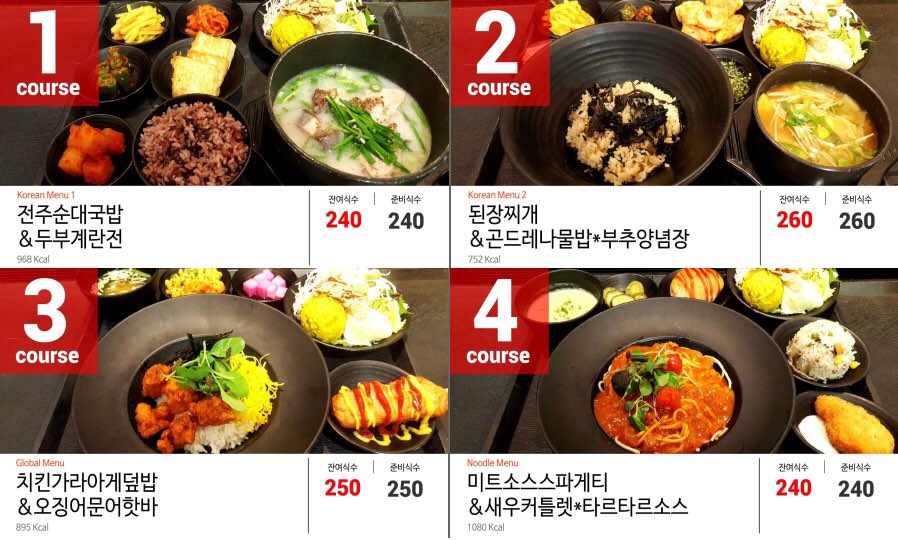 1
course
Korean Menu 1
전주순대국밥
&두부계란전
968 Kcal
잔여식수
240
준비식수
240
2
course
Korean Menu 2
된장찌개
&곤드레나물밥*부추양념장
752 Kcal
잔여식수
260
준비식수
260
3
course
Global Menu
치킨가라아게덮밥
&오징어문어핫바
895 Kcal
잔여식수
250
준비식수
250
4
course
Noodle Menu
미트소스스파게티
&새우커틀렛*타르타르소스
1080 Kcal
잔여식수
240
준비식수
240